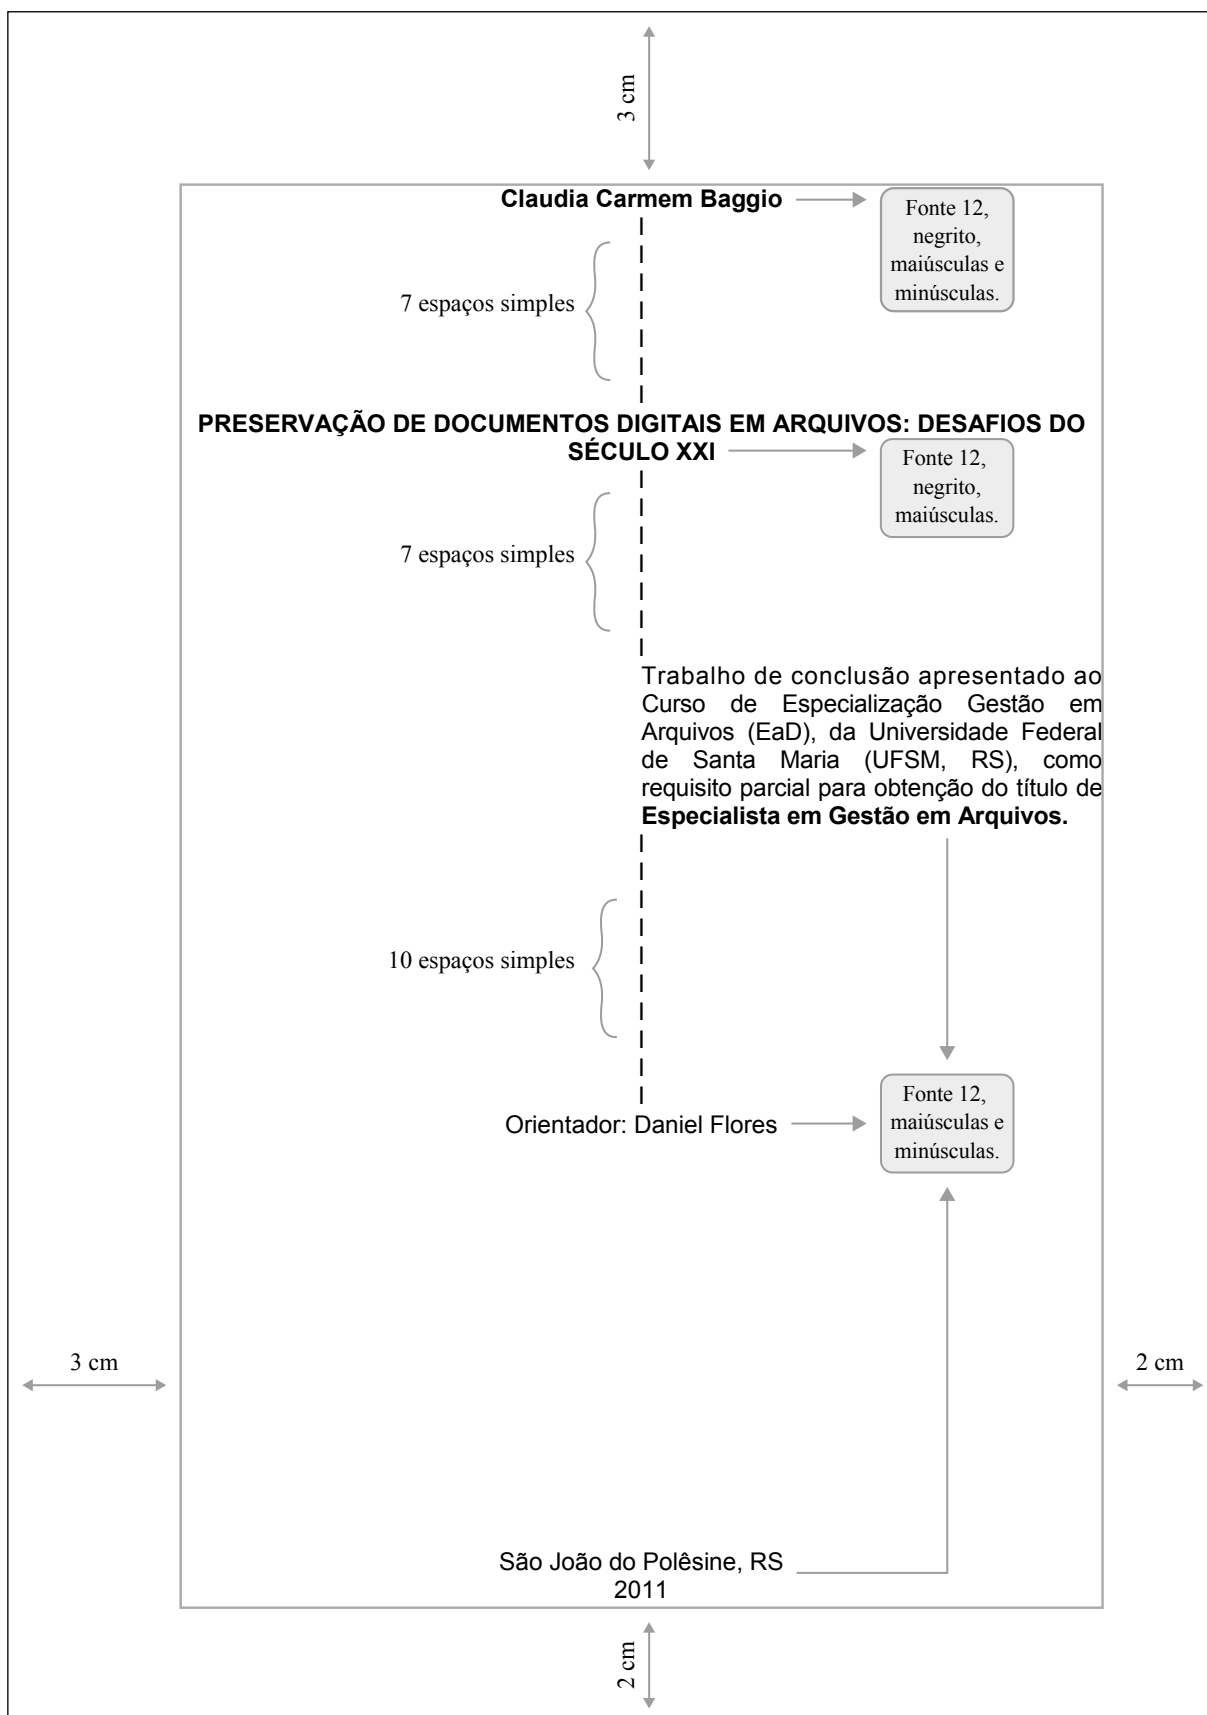 3 cm
Claudia Carmem Baggio
Fonte 12,
negrito,
maiúsculas e
minúsculas.
7 espaços simples
PRESERVAÇÃO DE DOCUMENTOS DIGITAIS EM ARQUIVOS: DESAFIOS DO
SÉCULO XXI
Fonte 12,
negrito,
maiúsculas.
7 espaços simples
Trabalho de conclusão apresentado ao
Curso de Especialização Gestão em
Arquivos (EaD), da Universidade Federal
de Santa Maria (UFSM, RS), como
requisito parcial para obtenção do título de
Especialista em Gestão em Arquivos.
10 espaços simples
Orientador: Daniel Flores
Fonte 12,
maiúsculas e
minúsculas.
3 cm
2 cm
São João do Polêsine, RS
2011
2 cm